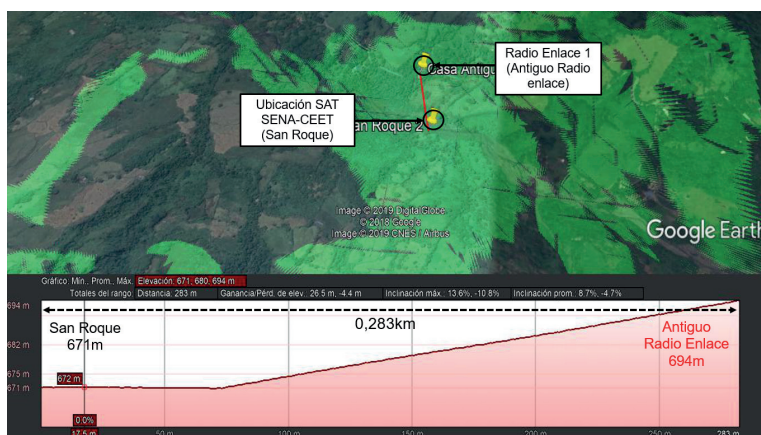 Radio Enlace 1
(Antiguo Radio
enlace)
Casa Antigu
Ubicación SAT
SENA-CEET
(San Roque)
an Roque 2
Image © 2019 DigitalGlobe
© 2018 Google
Image © 2019 CNES / Airbus
Google Earth
Gráfico: Mín., Prom., Máx. Elevación: 671, 680, 694 m
Totales del rango: Distancia: 283 m Ganancia/Pérd. de elev.: 26,5 m, -4,4 m Inclinación máx.: 13.6%, -10.8% Inclinación prom.: 8.7%, -4.7%
694 m
0,283km
San Roque
671m
Antiguo
Radio Enlace
694m
682 m
675 m
672 m
671 m
0.0%
17,5 m 50 m 100 m 150 m 200 m 250 m 283 m